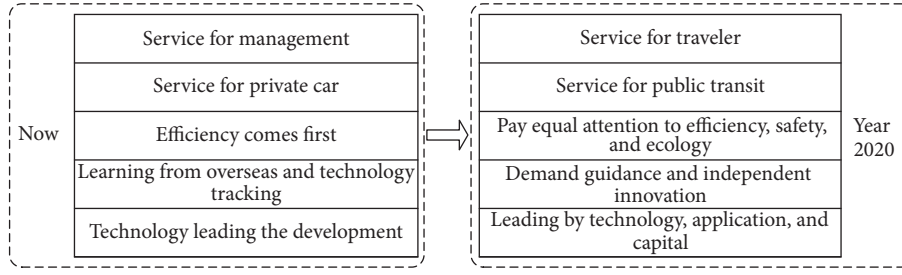 Now
Service for management
Service for private car
Efficiency comes first
Learning from overseas and technology
tracking
Technology leading the development
Service for traveler
Service for public transit
Pay equal attention to efficiency, safety,
and ecology
Demand guidance and independent
innovation
Leading by technology, application, and
capital
Year
2020